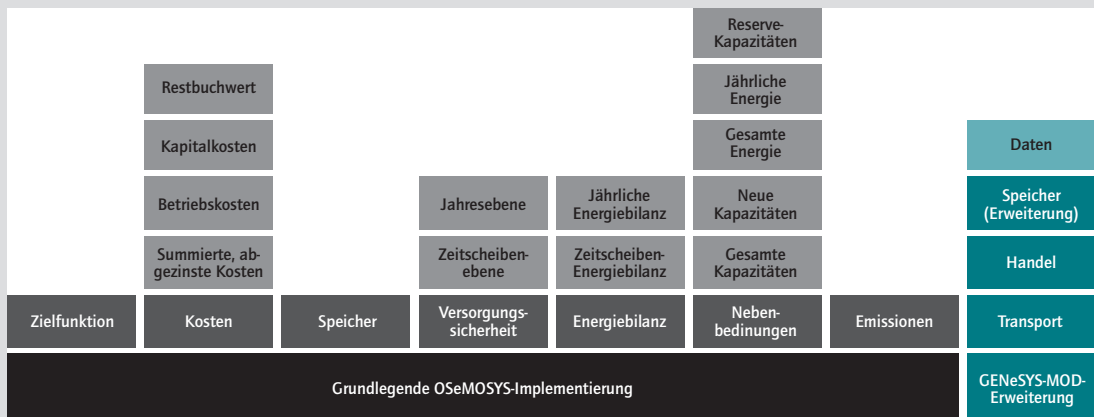 Reserve-
Kapazitäten
Restbuchwert
Jährliche
Energie
Kapitalkosten
Gesamte
Energie
Daten
Betriebskosten
Jahresebene
Jährliche
Energiebilanz
Neue
Kapazitäten
Speicher
(Erweiterung)
Summierte, ab-
gezinste Kosten
Zeitscheiben-
ebene
Zeitscheiben-
Energiebilanz
Gesamte
Kapazitäten
Handel
Zielfunktion
Kosten
Speicher
Versorgungs-
sicherheit
Energiebilanz
Neben-
bedinungen
Emissionen
Transport
Grundlegende OSeMOSYS-Implementierung
GENeSYS-MOD-
Erweiterung